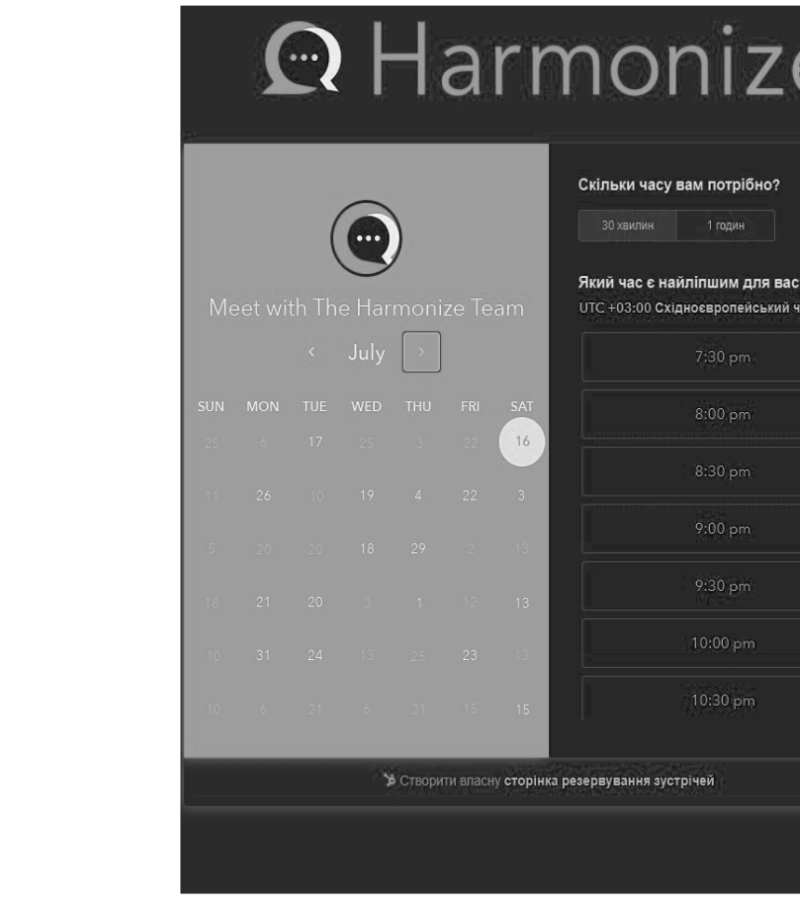 Harmonize
Скільки часу вам потрібно?
30 хвилин 1 годин
Meet with The Harmonize Team
Який час є найліпшим для вас
UTC +03:00 Східноєвропейський ч
‹ July ›
7:30 pm
SUN MON TUE WED THU FRI SAT
25 6 17 25 3 22 16
8:00 pm
8:30 pm
11 26 10 19 4 22 3
9:00 pm
5 20 20 18 29 2 13
9:30 pm
18 21 20 3 1 12 13
10:00 pm
10 31 24 13 25 23 13
10:30 pm
10 6 21 6 21 15 15
Створити власну сторінка резервування зустрічей